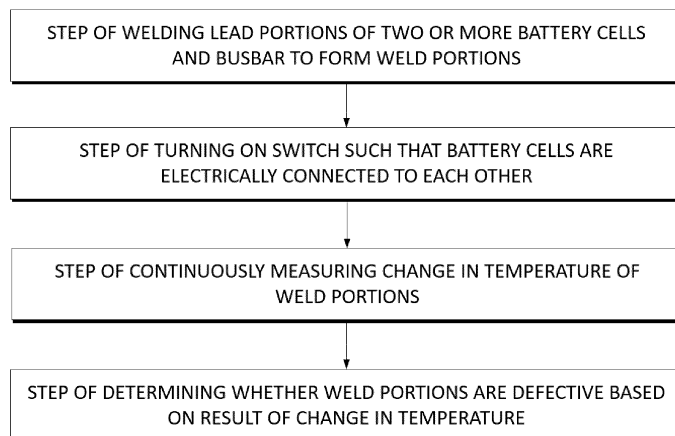 STEP OF WELDING LEAD PORTIONS OF TWO OR MORE BATTERY CELLS
AND BUSBAR TO FORM WELD PORTIONS
STEP OF TURNING ON SWITCH SUCH THAT BATTERY CELLS ARE
ELECTRICALLY CONNECTED TO EACH OTHER
STEP OF CONTINUOUSLY MEASURING CHANGE IN TEMPERATURE OF
WELD PORTIONS
STEP OF DETERMINING WHETHER WELD PORTIONS ARE DEFECTIVE BASED
ON RESULT OF CHANGE IN TEMPERATURE